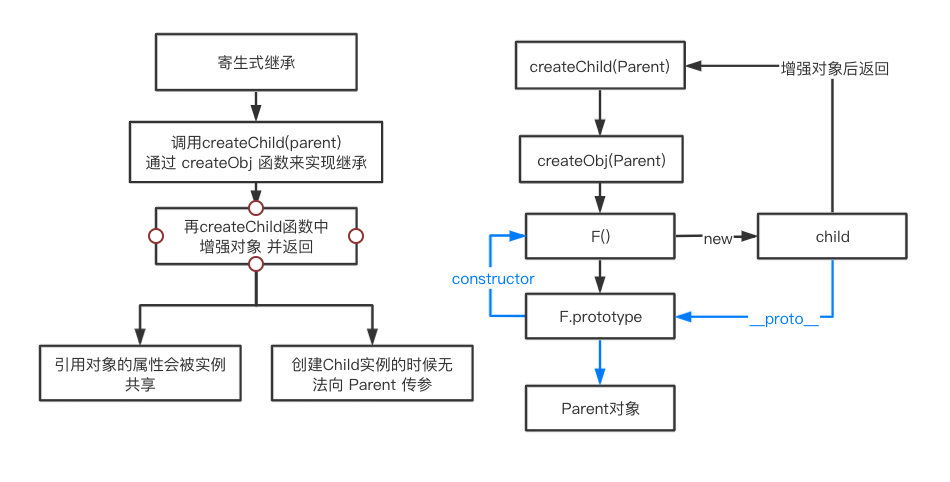 寄生式继承
调用createChild(parent)
通过 createObj 函数来实现继承
再createChild函数中
增强对象 并返回
引用对象的属性会被实例
共享
创建Child实例的时候无
法向 Parent 传参
createChild(Parent)
增强对象后返回
createObj(Parent)
F()
new
child
constructor
F.prototype
__proto__
Parent对象